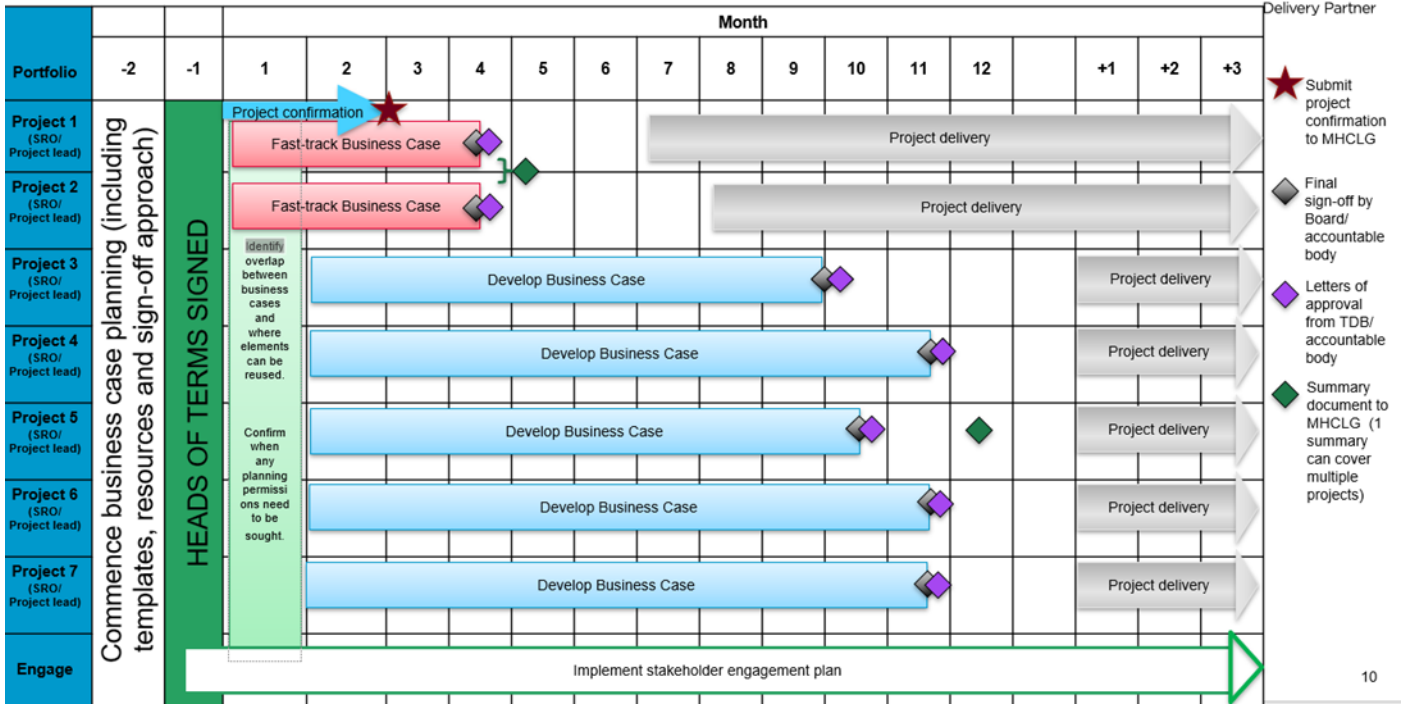 Delivery Partner
Month
Portfolio
-2
-1
1
2
3
4
5
6
7
8
9
10
11
12
+1
+2
+3
Commence business case planning (including
templates, resources and sign-off approach)
HEADS OF TERMS SIGNED
Project confirmation
Project 1
(SRO/
Project lead)
Fast-track Business Case
Project delivery
Project 2
(SRO/
Project lead)
Fast-track Business Case
Project delivery
Identify
overlap
between
business
cases
and
where
elements
can be
reused.
Confirm
when
any
planning
permissi
ons need
to be
sought.
Project 3
(SRO/
Project lead)
Develop Business Case
Project delivery
Project 4
(SRO/
Project lead)
Develop Business Case
Project delivery
Project 5
(SRO/
Project lead)
Develop Business Case
Project delivery
Project 6
(SRO/
Project lead)
Develop Business Case
Project delivery
Project 7
(SRO/
Project lead)
Develop Business Case
Project delivery
Engage
Implement stakeholder engagement plan
Submit
project
confirmation
to MHCLG
Final
sign-off by
Board/
accountable
body
Letters of
approval
from TDB/
accountable
body
Summary
document to
MHCLG (1
summary
can cover
multiple
projects)
10